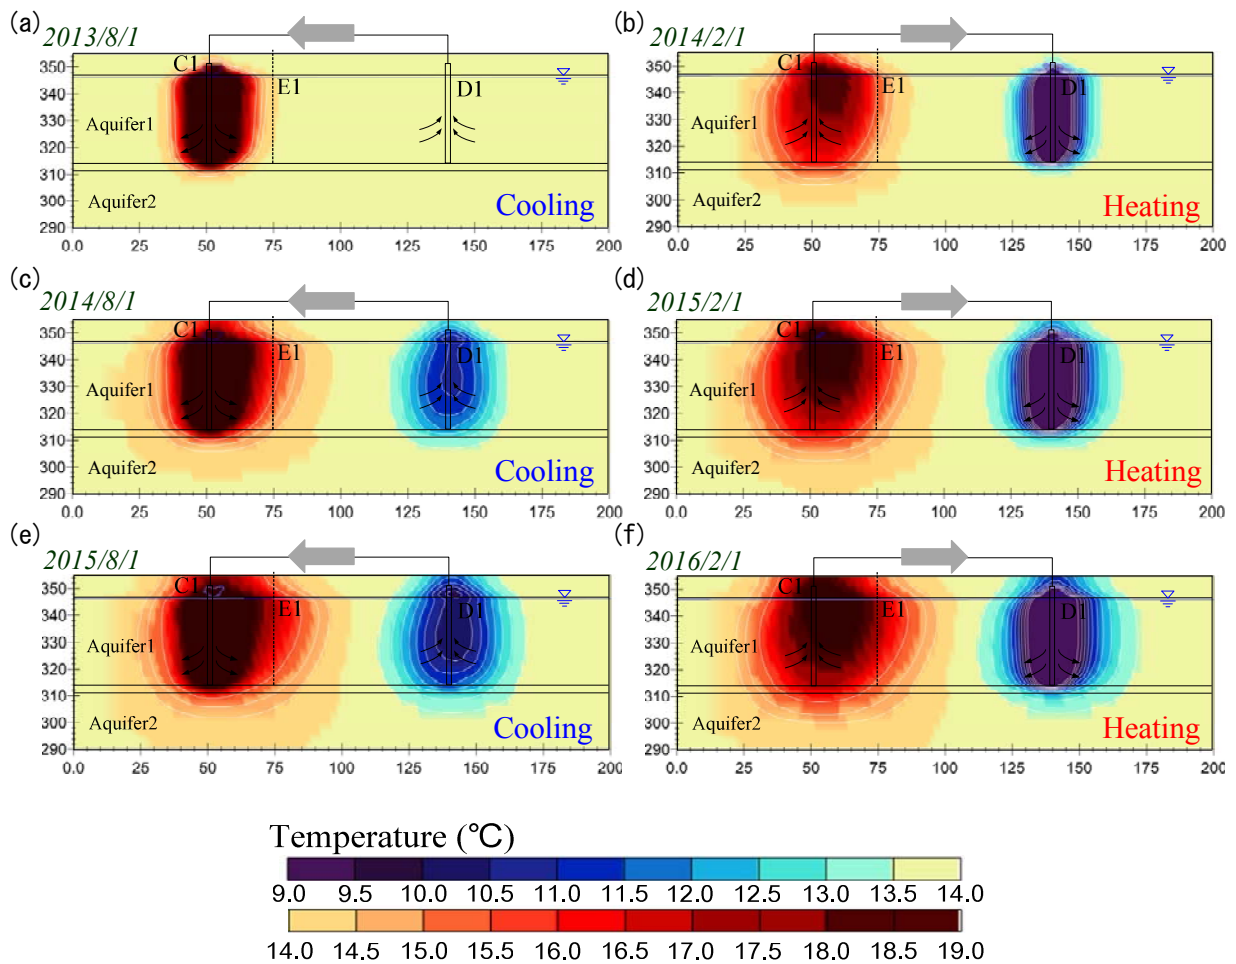 (a)
2013/8/1
C1
E1
D1
Aquifer1
Aquifer2
Cooling
350
340
330
320
310
300
290
0.0 25 50 75 100 125 150 175 200
(b)
2014/2/1
C1
E1
D1
Aquifer1
Aquifer2
Heating
350
340
330
320
310
300
290
0.0 25 50 75 100 125 150 175 200
(c)
2014/8/1
C1
E1
D1
Aquifer1
Aquifer2
Cooling
350
340
330
320
310
300
290
0.0 25 50 75 100 125 150 175 200
(d)
2015/2/1
C1
E1
D1
Aquifer1
Aquifer2
Heating
350
340
330
320
310
300
290
0.0 25 50 75 100 125 150 175 200
(e)
2015/8/1
C1
E1
D1
Aquifer1
Aquifer2
Cooling
350
340
330
320
310
300
290
0.0 25 50 75 100 125 150 175 200
(f)
2016/2/1
C1
E1
D1
Aquifer1
Aquifer2
Heating
350
340
330
320
310
300
290
0.0 25 50 75 100 125 150 175 200
Temperature (℃)
9.0 9.5 10.0 10.5 11.0 11.5 12.0 12.5 13.0 13.5 14.0
14.0 14.5 15.0 15.5 16.0 16.5 17.0 17.5 18.0 18.5 19.0